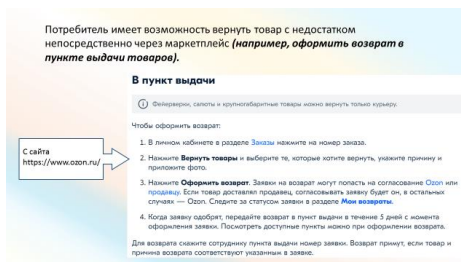 Потребитель имеет возможность вернуть товар с недостатком
непосредственно через маркетплейс (например, оформить возврат в
пункте выдачи товаров).
В пункт выдачи
Фейерверки, салюты и крупногабаритные товары можно вернуть только курьеру.
Чтобы оформить возврат:
1. В личном кабинете в разделе Заказы нажмите на номер заказа.
С сайта
https://www.ozon.ru/
2. Нажмите Вернуть товары и выберите те, которые хотите вернуть, укажите причину и
приложите фото.
3. Нажмите Оформить возврат. Заявки на возврат могут попасть на согласование Ozon или
продавцу. Если товар доставлял продавец, согласовывать заявку будет он, в остальных
случаях — Ozon. Следите за статусом заявки в разделе Мои возвраты.
4. Когда заявку одобрят, передайте возврат в пункт выдачи в течение 5 дней с момента
оформления заявки. Посмотреть доступные пункты можно при оформлении возврата.
Для возврата скажите сотруднику пункта выдачи номер заявки. Возврат примут, если товар и
причина возврата соответствуют указанным в заявке.